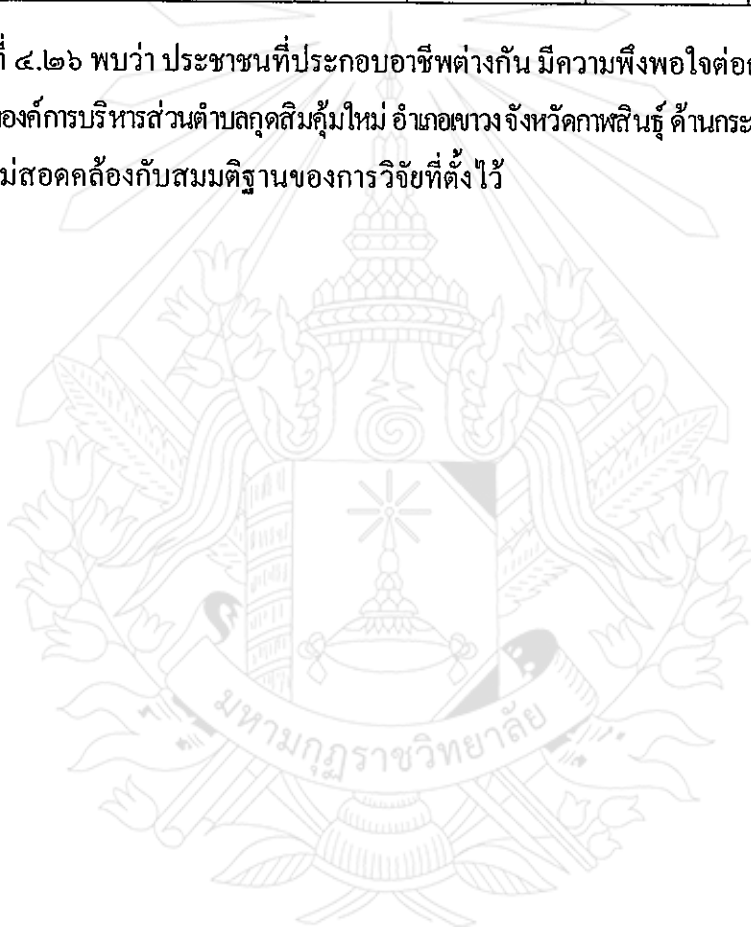 ที่ ๔.๒๖ พบว่า ประชาชนที่ประกอบอาชีพต่างกัน มีความพึงพอใจต่อ
องค์การบริหารส่วนตำบลกุดสิมคุ้มใหม่ อำเภอเขาวง จังหวัดกาฬสินธุ์ ด้านกระ
ม่สอดคล้องกับสมมติฐานของการวิจัยที่ตั้งไว้
มหามกุฏราชวิทยาลัย